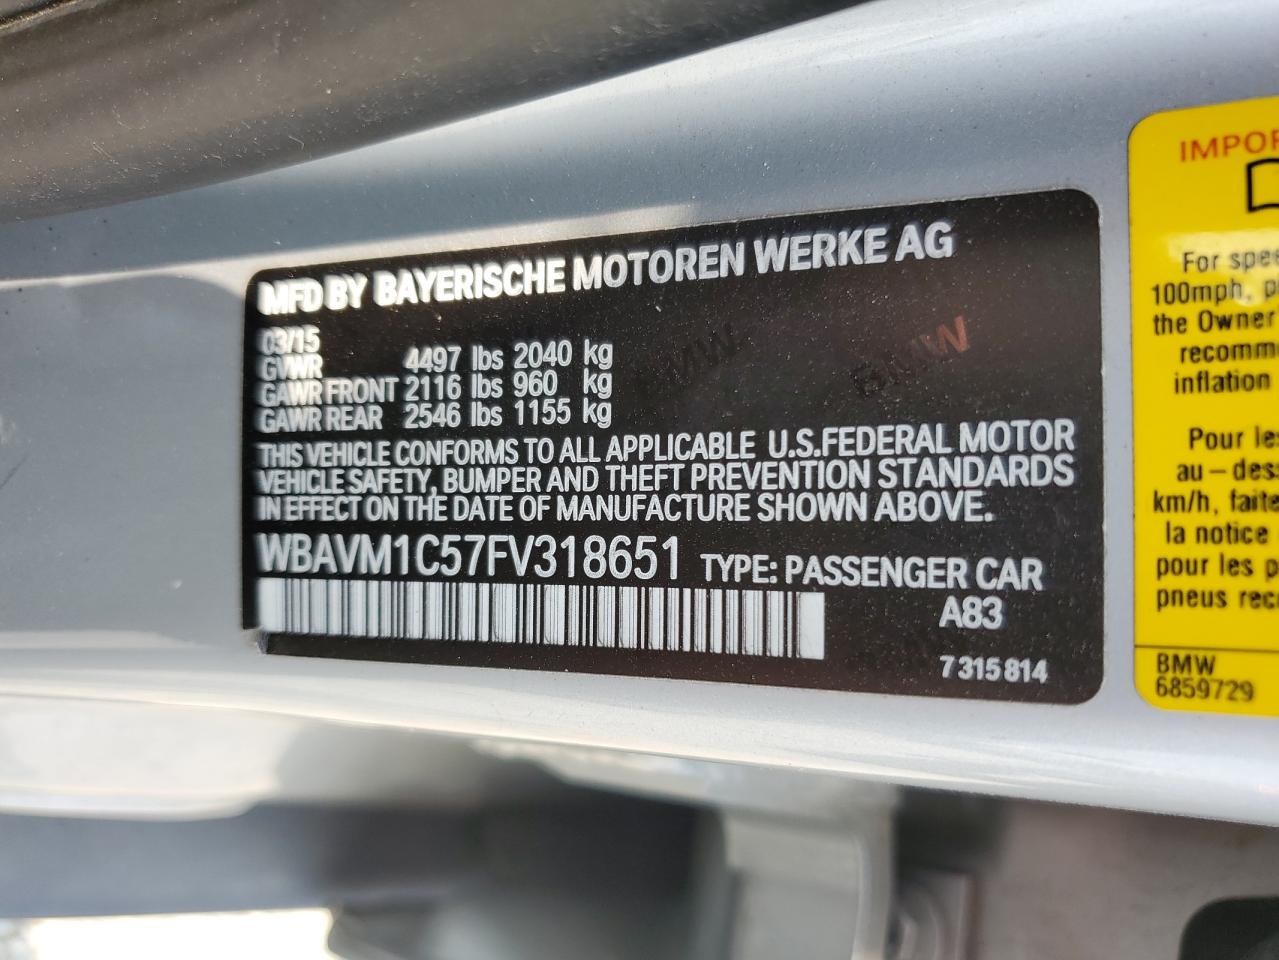 MFD BY BAYERISCHE MOTOREN WERKE AG
03/15
GVWR 4497 lbs 2040 kg
GAWR FRONT 2116 lbs 960 kg
GAWR REAR 2546 lbs 1155 kg
THIS VEHICLE CONFORMS TO ALL APPLICABLE U.S.FEDERAL MOTOR
VEHICLE SAFETY, BUMPER AND THEFT PREVENTION STANDARDS
IN EFFECT ON THE DATE OF MANUFACTURE SHOWN ABOVE.
WBAVM1C57FV318651 TYPE: PASSENGER CAR
A83
7 315 814
BMW
BMW
For spee
100mph, p
the Owner
recomm
inflation
Pour le
au-des
km/h, faite
la notice
pour les p
pneus rec
BMW
6859729